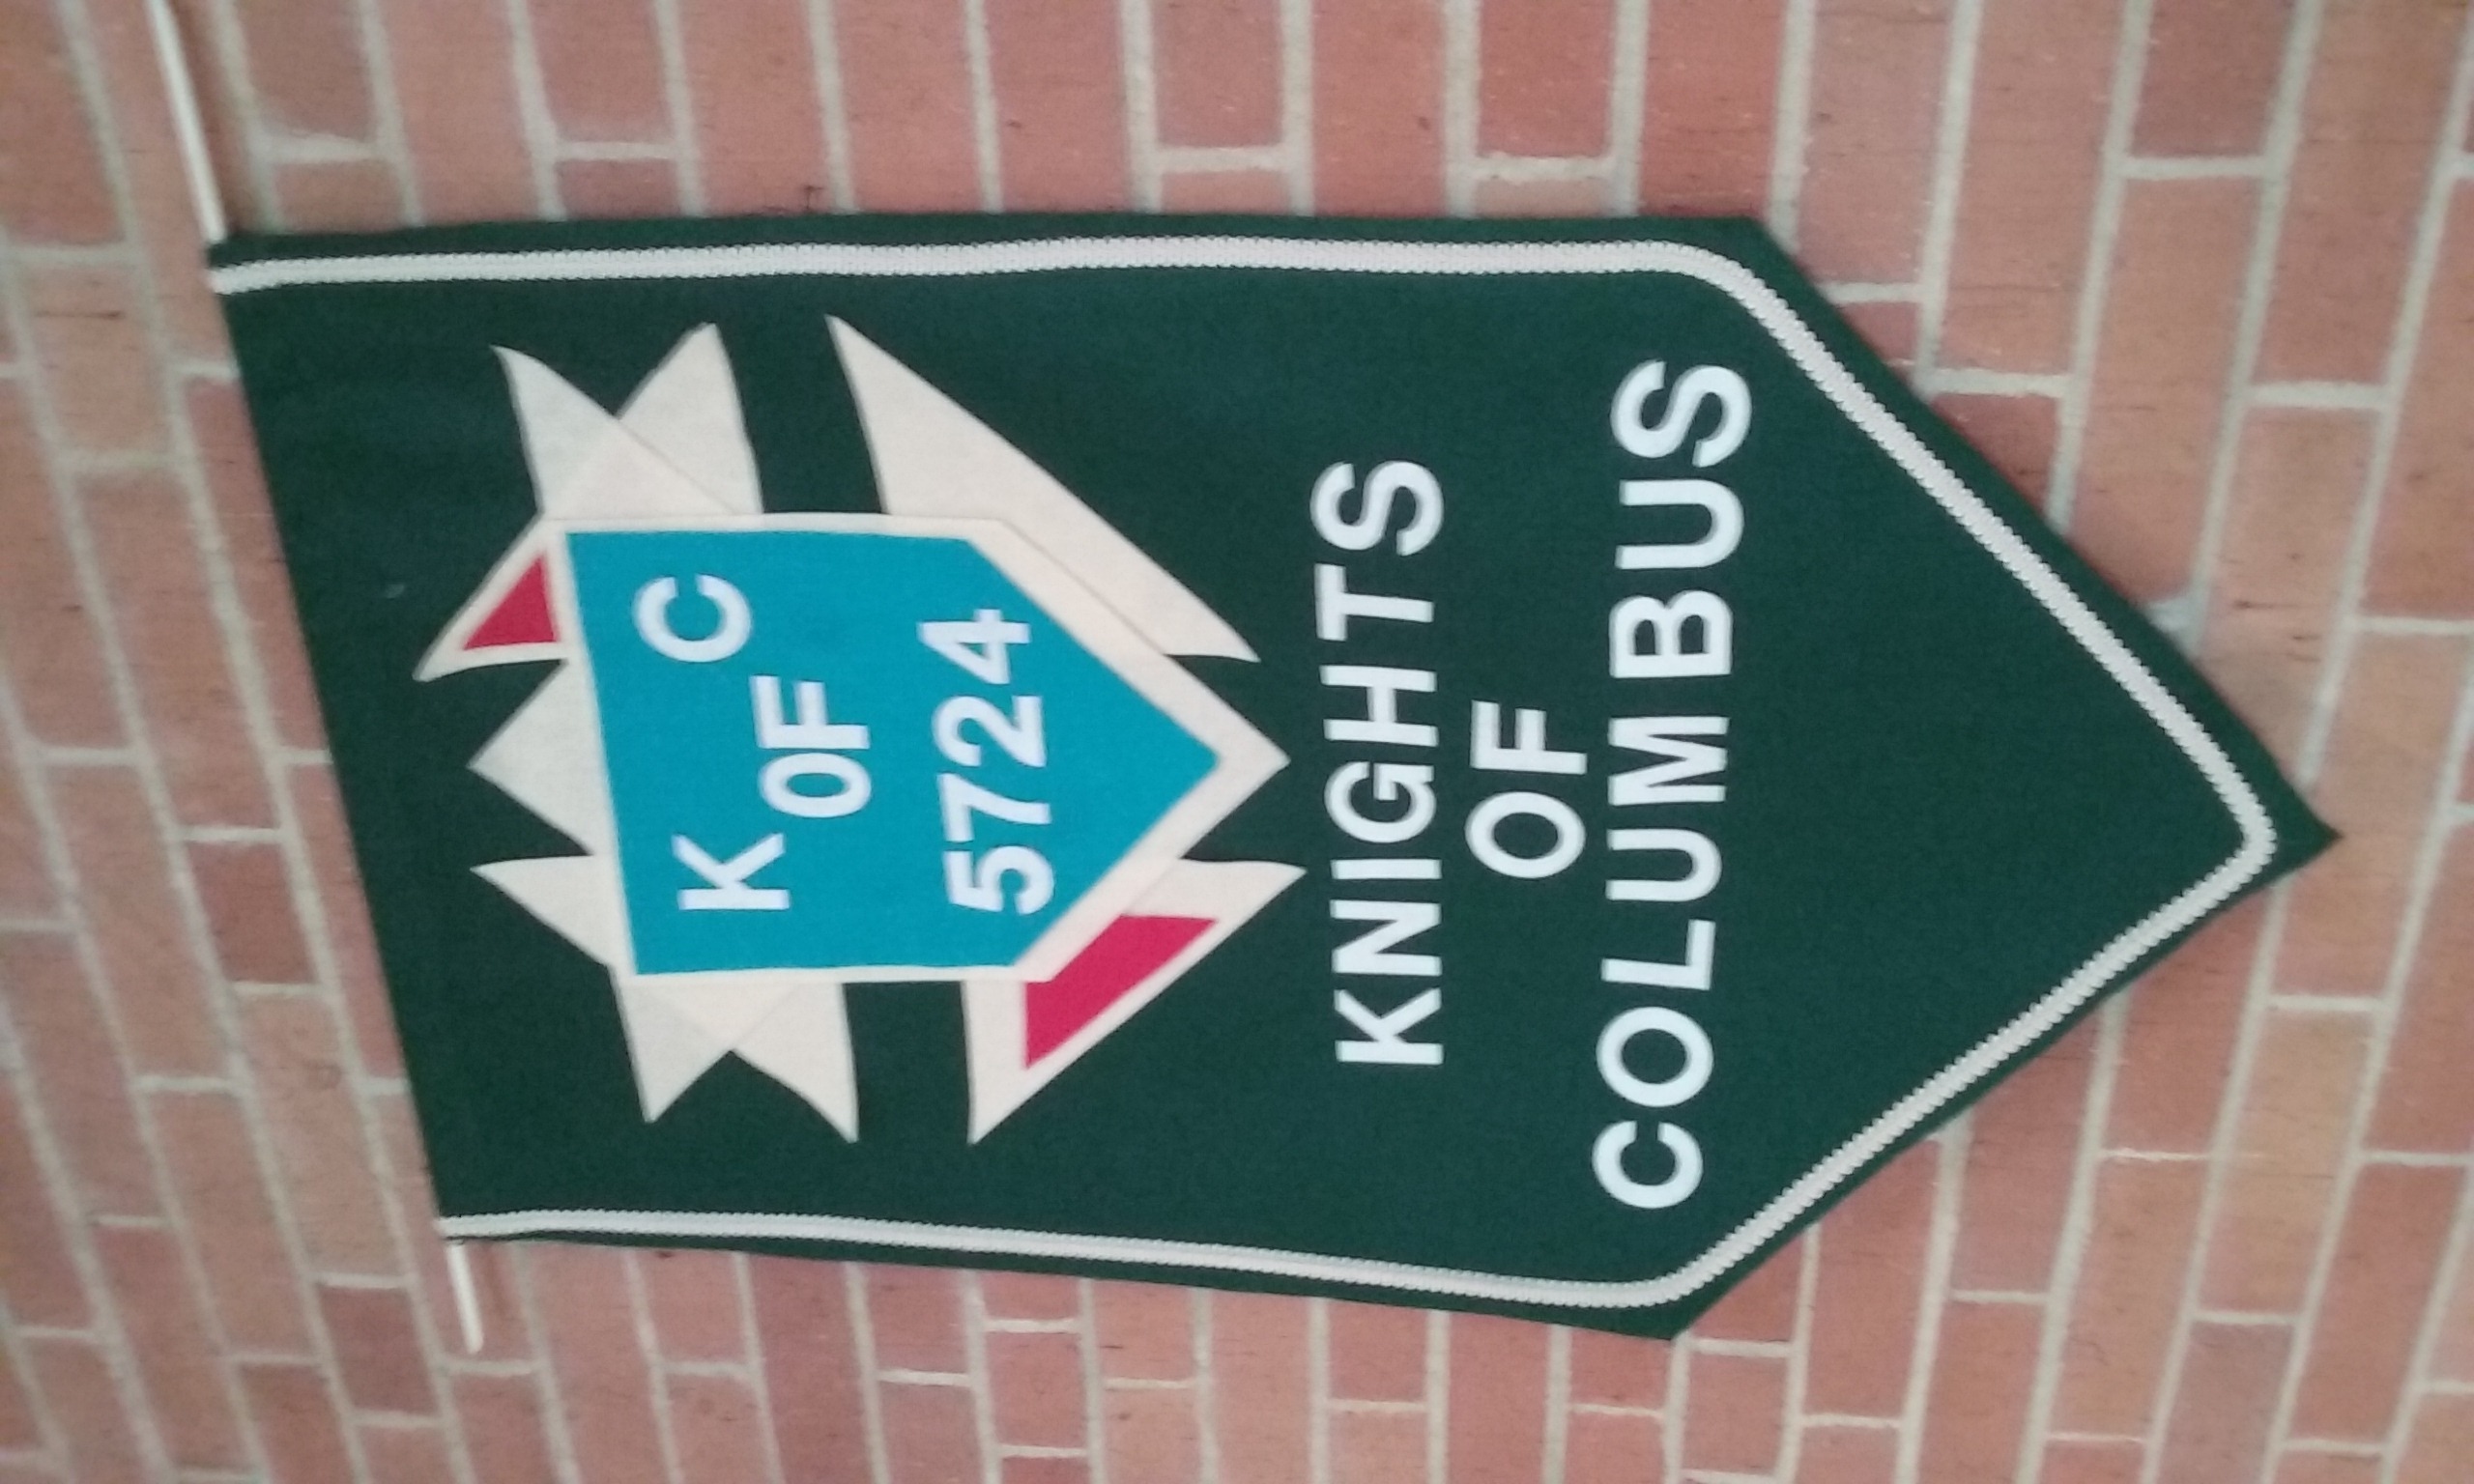 K OF C
5724
KNIGHTS
OF
COLUMBUS